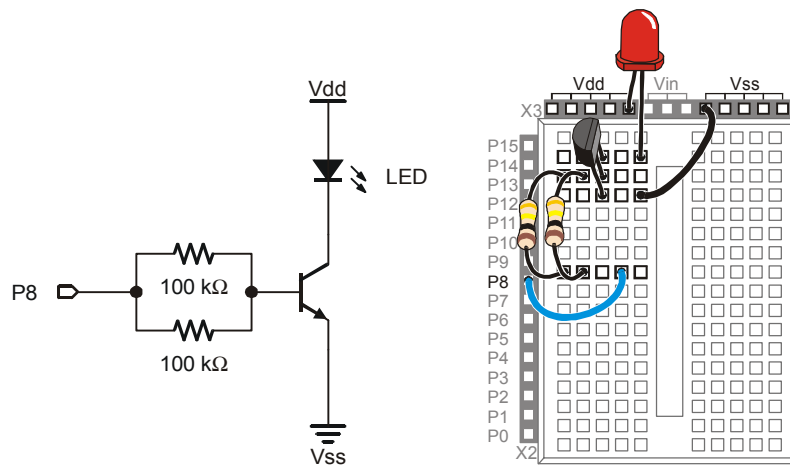 Vdd
LED
P8
100 kΩ
100 kΩ
Vss
Vdd
Vin
Vss
X3
P15
P14
P13
P12
P11
P10
P9
P8
P7
P6
P5
P4
P3
P2
P1
P0
X2